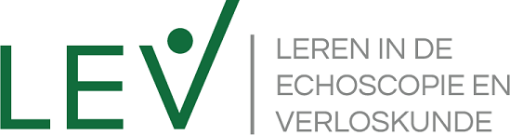 LEV
LEREN IN DE
ECHOSCOPIE EN
VERLOSKUNDE